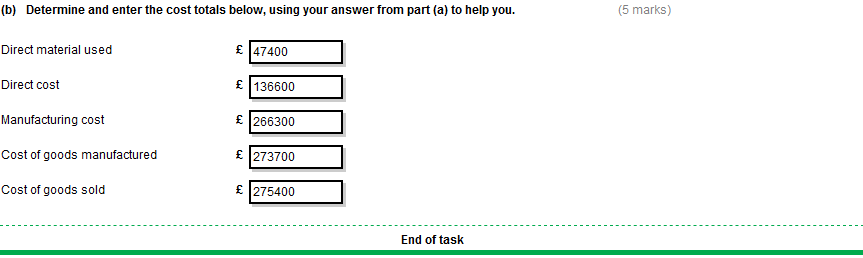 (b) Determine and enter the cost totals below, using your answer from part (a) to help you. (5 marks)
Direct material used £ 47400
Direct cost £ 136600
Manufacturing cost £ 266300
Cost of goods manufactured £ 273700
Cost of goods sold £ 275400
End of task